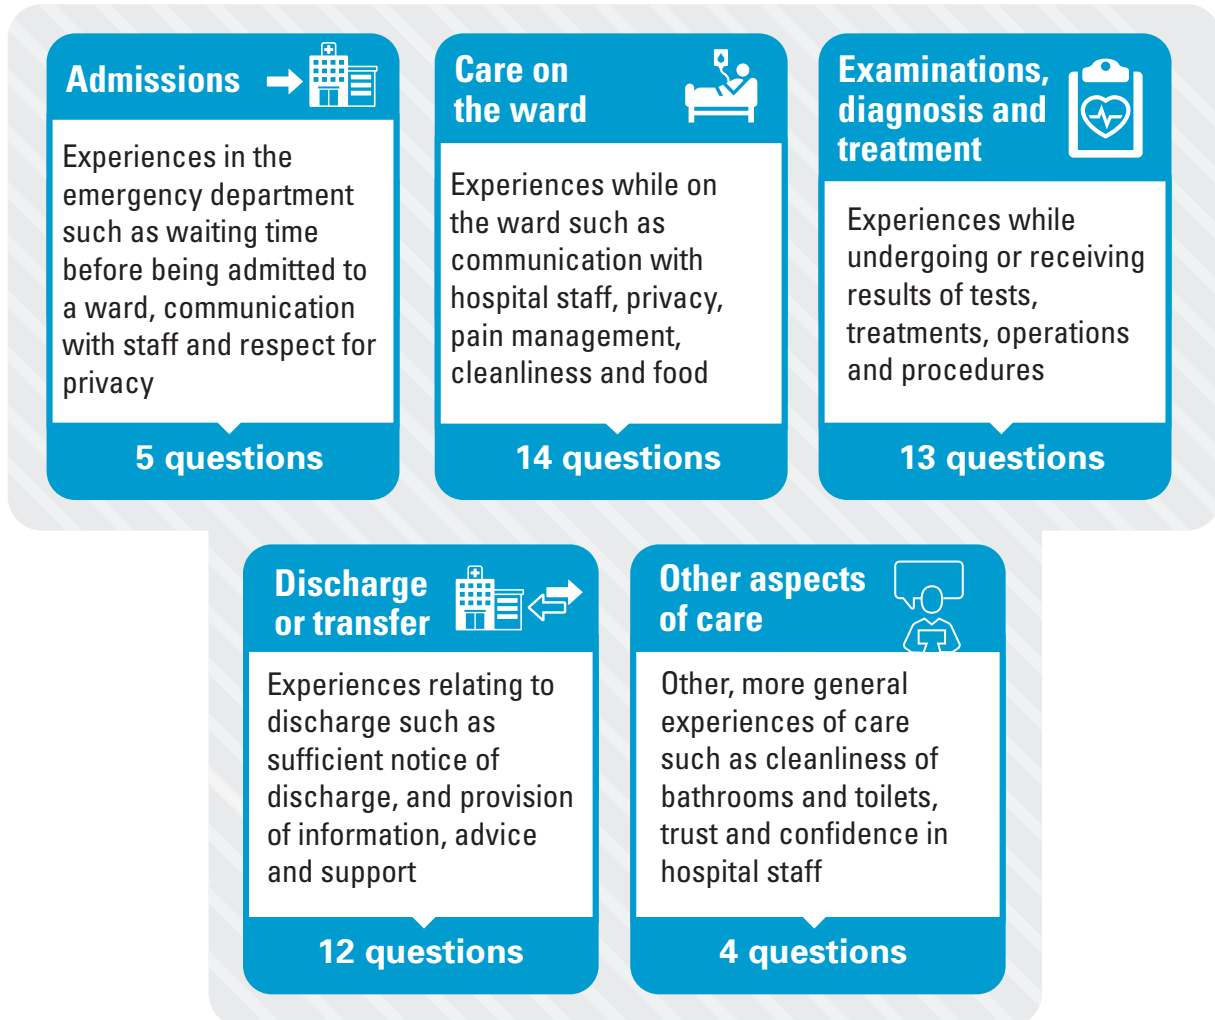 Admissions
Experiences in the
emergency department
such as waiting time
before being admitted to
a ward, communication
with staff and respect for
privacy
5 questions
Care on
the ward
Experiences while on
the ward such as
communication with
hospital staff, privacy,
pain management,
cleanliness and food
14 questions
Examinations,
diagnosis and
treatment
Experiences while
undergoing or receiving
results of tests,
treatments, operations
and procedures
13 questions
Discharge
or transfer
Experiences relating to
discharge such as
sufficient notice of
discharge, and provision
of information, advice
and support
12 questions
Other aspects
of care
Other, more general
experiences of care
such as cleanliness of
bathrooms and toilets,
trust and confidence in
hospital staff
4 questions